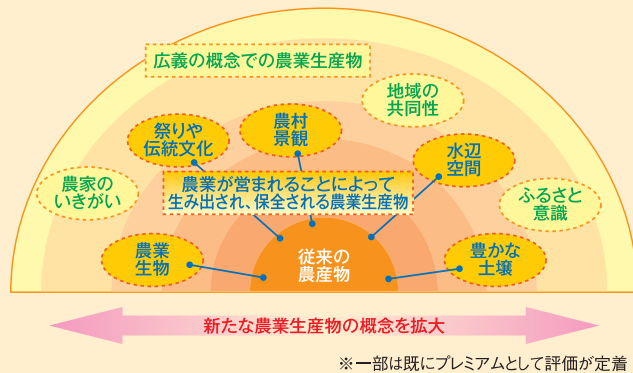 広義の概念での農業生産物
地域の
共同性
農村
景観
祭りや
伝統文化
水辺
空間
農家の
いきがい
農業が営まれることによって
生み出され、保全される農業生産物
ふるさと
意識
農業
生物
従来の
農産物
豊かな
土壌
新たな農業生産物の概念を拡大
※一部は既にプレミアムとして評価が定着